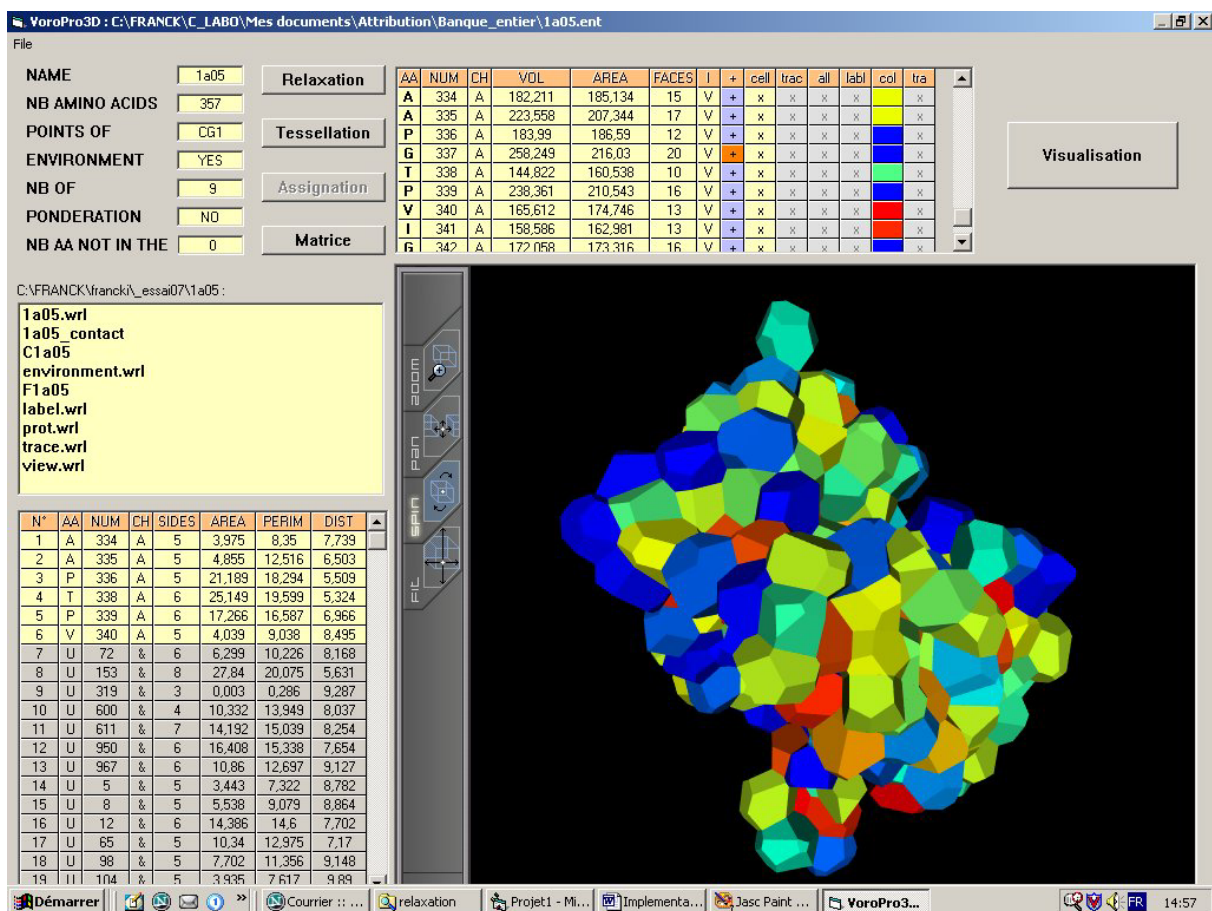 VoroPro3D : C:\FRANCK\C_LABO\Mes documents\Attribution\Banque_entier\1a05.ent
File
NAME 1a05
NB AMINO ACIDS 357
POINTS OF CG1
ENVIRONMENT YES
NB OF 9
PONDERATION NO
NB AA NOT IN THE 0
Relaxation
Tessellation
Assignation
Matrice
AA NUM CH VOL AREA FACES I + cell trac all labl col tra
A 334 A 182,211 185,134 15 V + x x x x x
A 335 A 223,558 207,344 17 V + x x x x x
P 336 A 183,99 186,59 12 V + x x x x x
G 337 A 258,249 216,03 20 V + x x x x x
T 338 A 144,822 160,538 10 V + x x x x x
P 339 A 238,361 210,543 16 V + x x x x x
V 340 A 165,612 174,746 13 V + x x x x x
I 341 A 158,586 162,981 13 V + x x x x x
G 342 A 172,058 173,316 16 V + x x x x x
Visualisation
C:\FRANCK\francki\_essai07\1a05 :
1a05.wrl
1a05_contact
C1a05
environment.wrl
F1a05
label.wrl
prot.wrl
trace.wrl
view.wrl
zoom
pan
spin
Fit
N° AA NUM CH SIDES AREA PERIM DIST
1 A 334 A 5 3,975 8,35 7,739
2 A 335 A 5 4,855 12,516 6,503
3 P 336 A 5 21,189 18,294 5,509
4 T 338 A 6 25,149 19,599 5,324
5 P 339 A 6 17,266 16,587 6,966
6 V 340 A 5 4,039 9,038 8,495
7 U 72 & 6 6,299 10,226 8,168
8 U 153 & 8 27,84 20,075 5,631
9 U 319 & 3 0,003 0,286 9,287
10 U 600 & 4 10,332 13,949 8,037
11 U 611 & 7 14,192 15,039 8,254
12 U 950 & 6 16,408 15,338 7,654
13 U 967 & 6 10,86 12,697 9,127
14 U 5 & 5 3,443 7,322 8,782
15 U 8 & 5 5,538 9,079 8,864
16 U 12 & 6 14,386 14,6 7,702
17 U 65 & 5 10,34 12,975 7,17
18 U 98 & 5 7,702 11,356 9,148
19 U 104 & 5 3,935 7,617 9,89
Démarrer » Courrier :: ... relaxation Projet1 - Mi... Implementa... Jasc Paint ... VoroPro3... FR 14:57